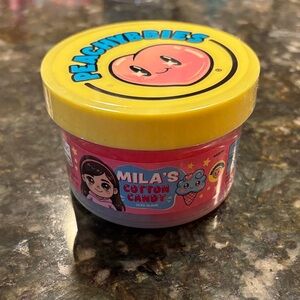 PEACHYBBIES
®
MILA'S
COTTON
CANDY